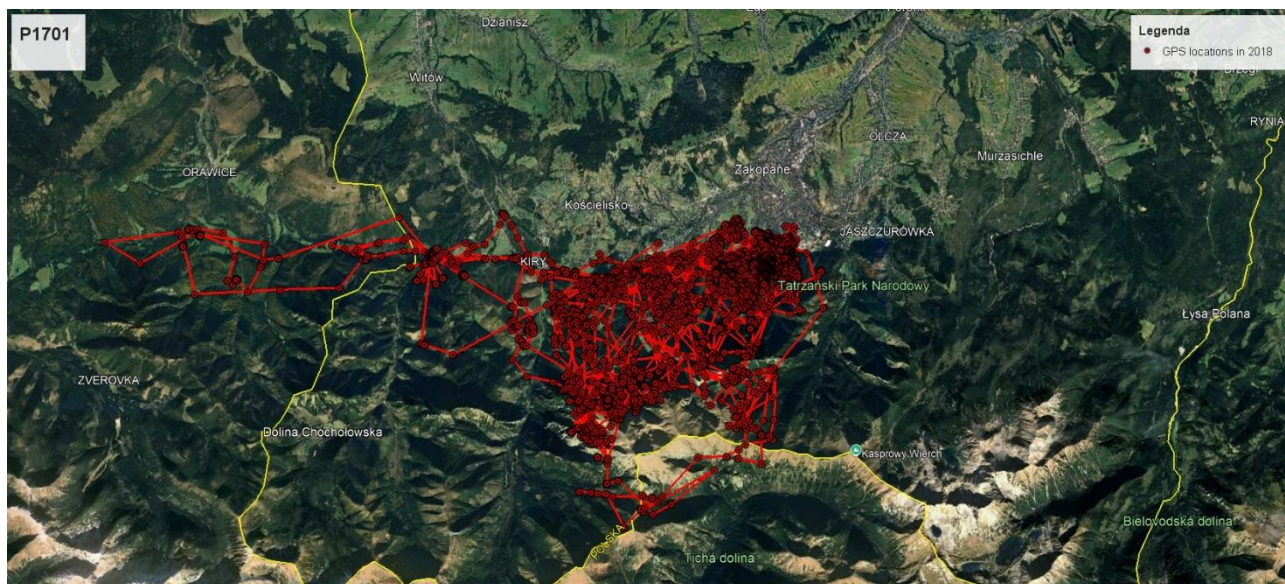 P1701
Dzianisz
Legenda
GPS locations in 2018
Witów
Brzegi
OLCZA
RYNIA
Murzasichle
Zakopane
ORAWICE
Kościelisko
JASZCZURÓWKA
KIRY
Tatrzański Park Narodowy
Łysa Polana
ZVEROVKA
Dolina Chochołowska
Kasprowy Wierch
Bielovodská dolina
POLSKA
Tichá dolina